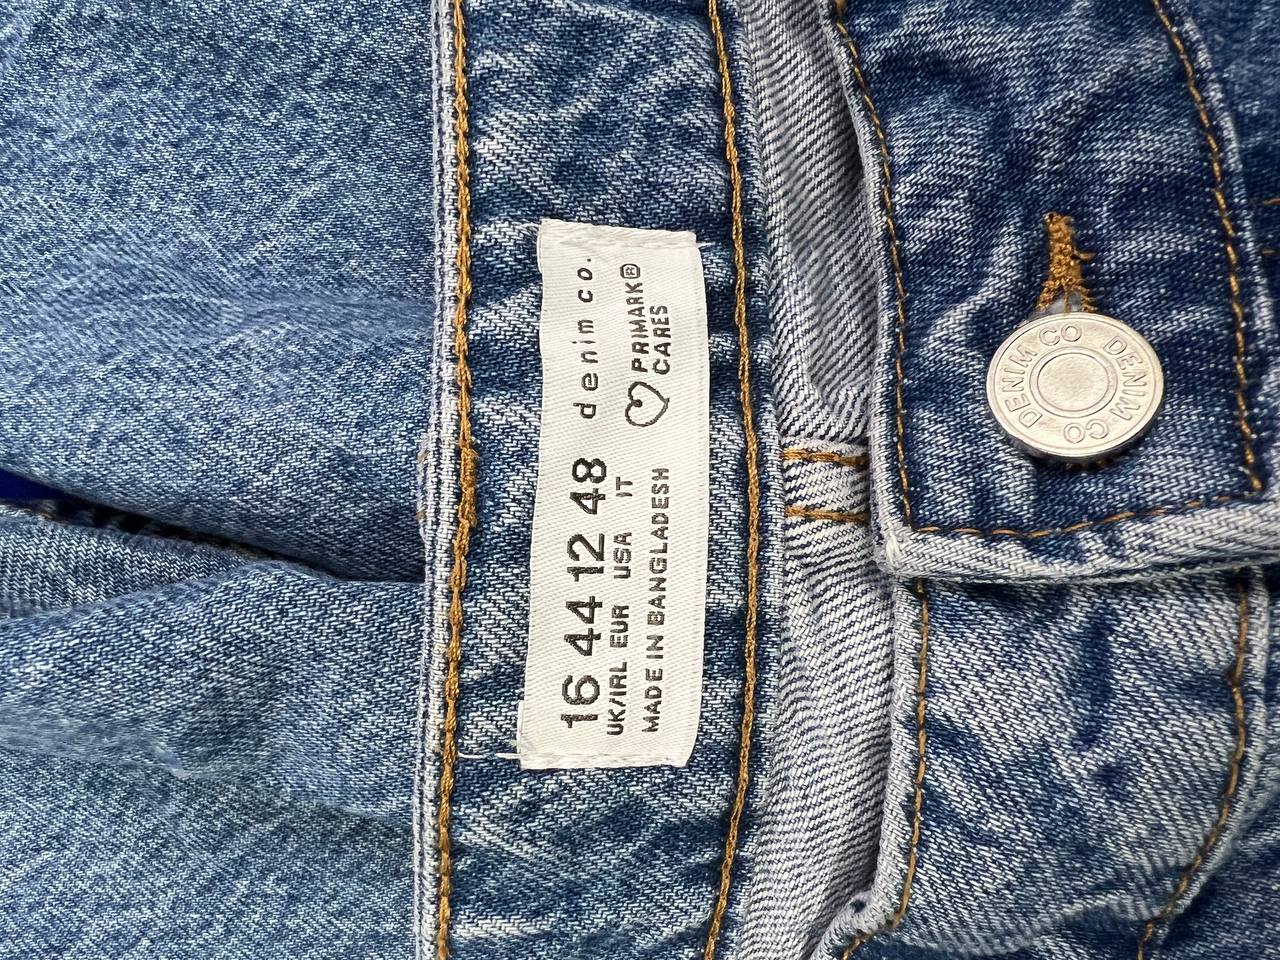 16 44 12 48
UK/IRL EUR USA IT
MADE IN BANGLADESH
denim co.
PRIMARK®
CARES
DENIM CO DENIM CO